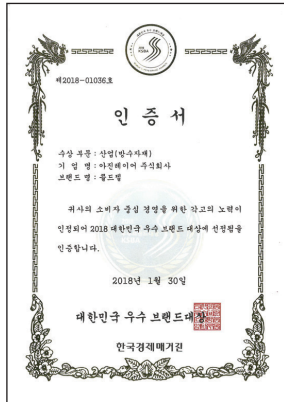 제2018-01036호
인 증 서
수상 부문 : 산업(방수자재)
기 업 명 : 아진레이어 주식회사
브랜드 명 : 콜드씰
귀사의 소비자 중심 경영을 위한 각고의 노력이
인정되어 2018 대한민국 우수 브랜드 대상에 선정됨을
인증합니다.
2018년 1월 30일
대한민국 우수 브랜드대상
한국경제매거진